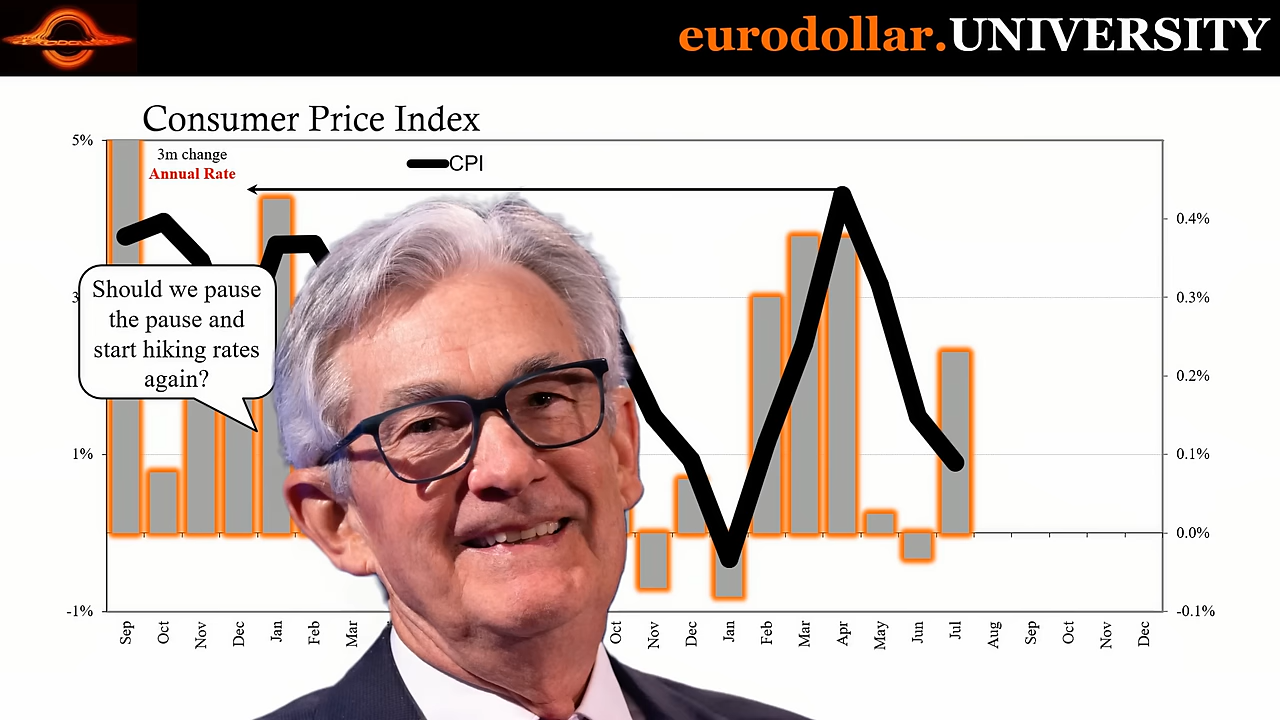 eurodollar.UNIVERSITY
Consumer Price Index
5%
3m change
Annual Rate
CPI
0.4%
Should we pause
the pause and
start hiking rates
again?
3
0.3%
0.2%
1%
0.1%
0.0%
-1%
-0.1%
Sep Oct Nov Dec Jan Feb Mar Oct Nov Dec Jan Feb Mar Apr May Jun Jul Aug Sep Oct Nov Dec